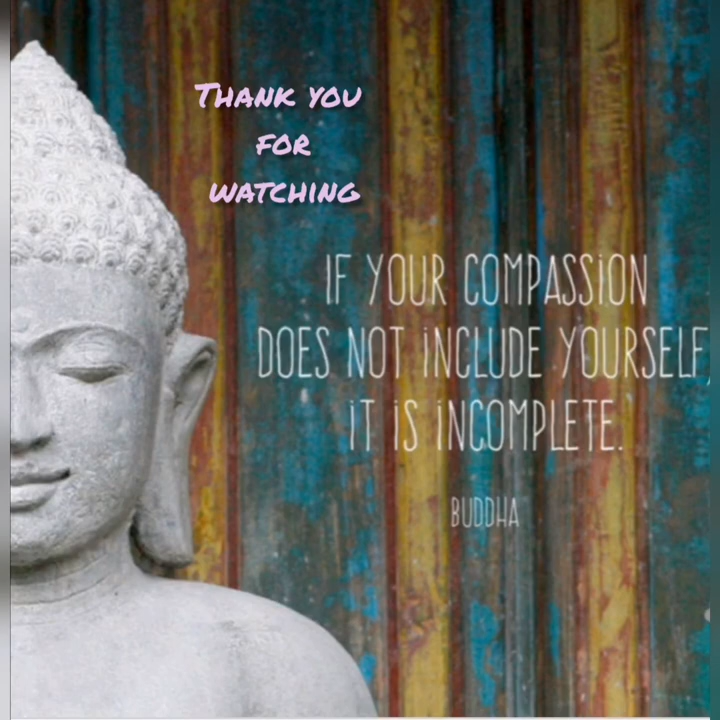 THANK YOU
FOR
WATCHING
IF YOUR COMPASSION
DOES NOT INCLUDE YOURSELF
IT IS INCOMPLETE.
BUDDHA